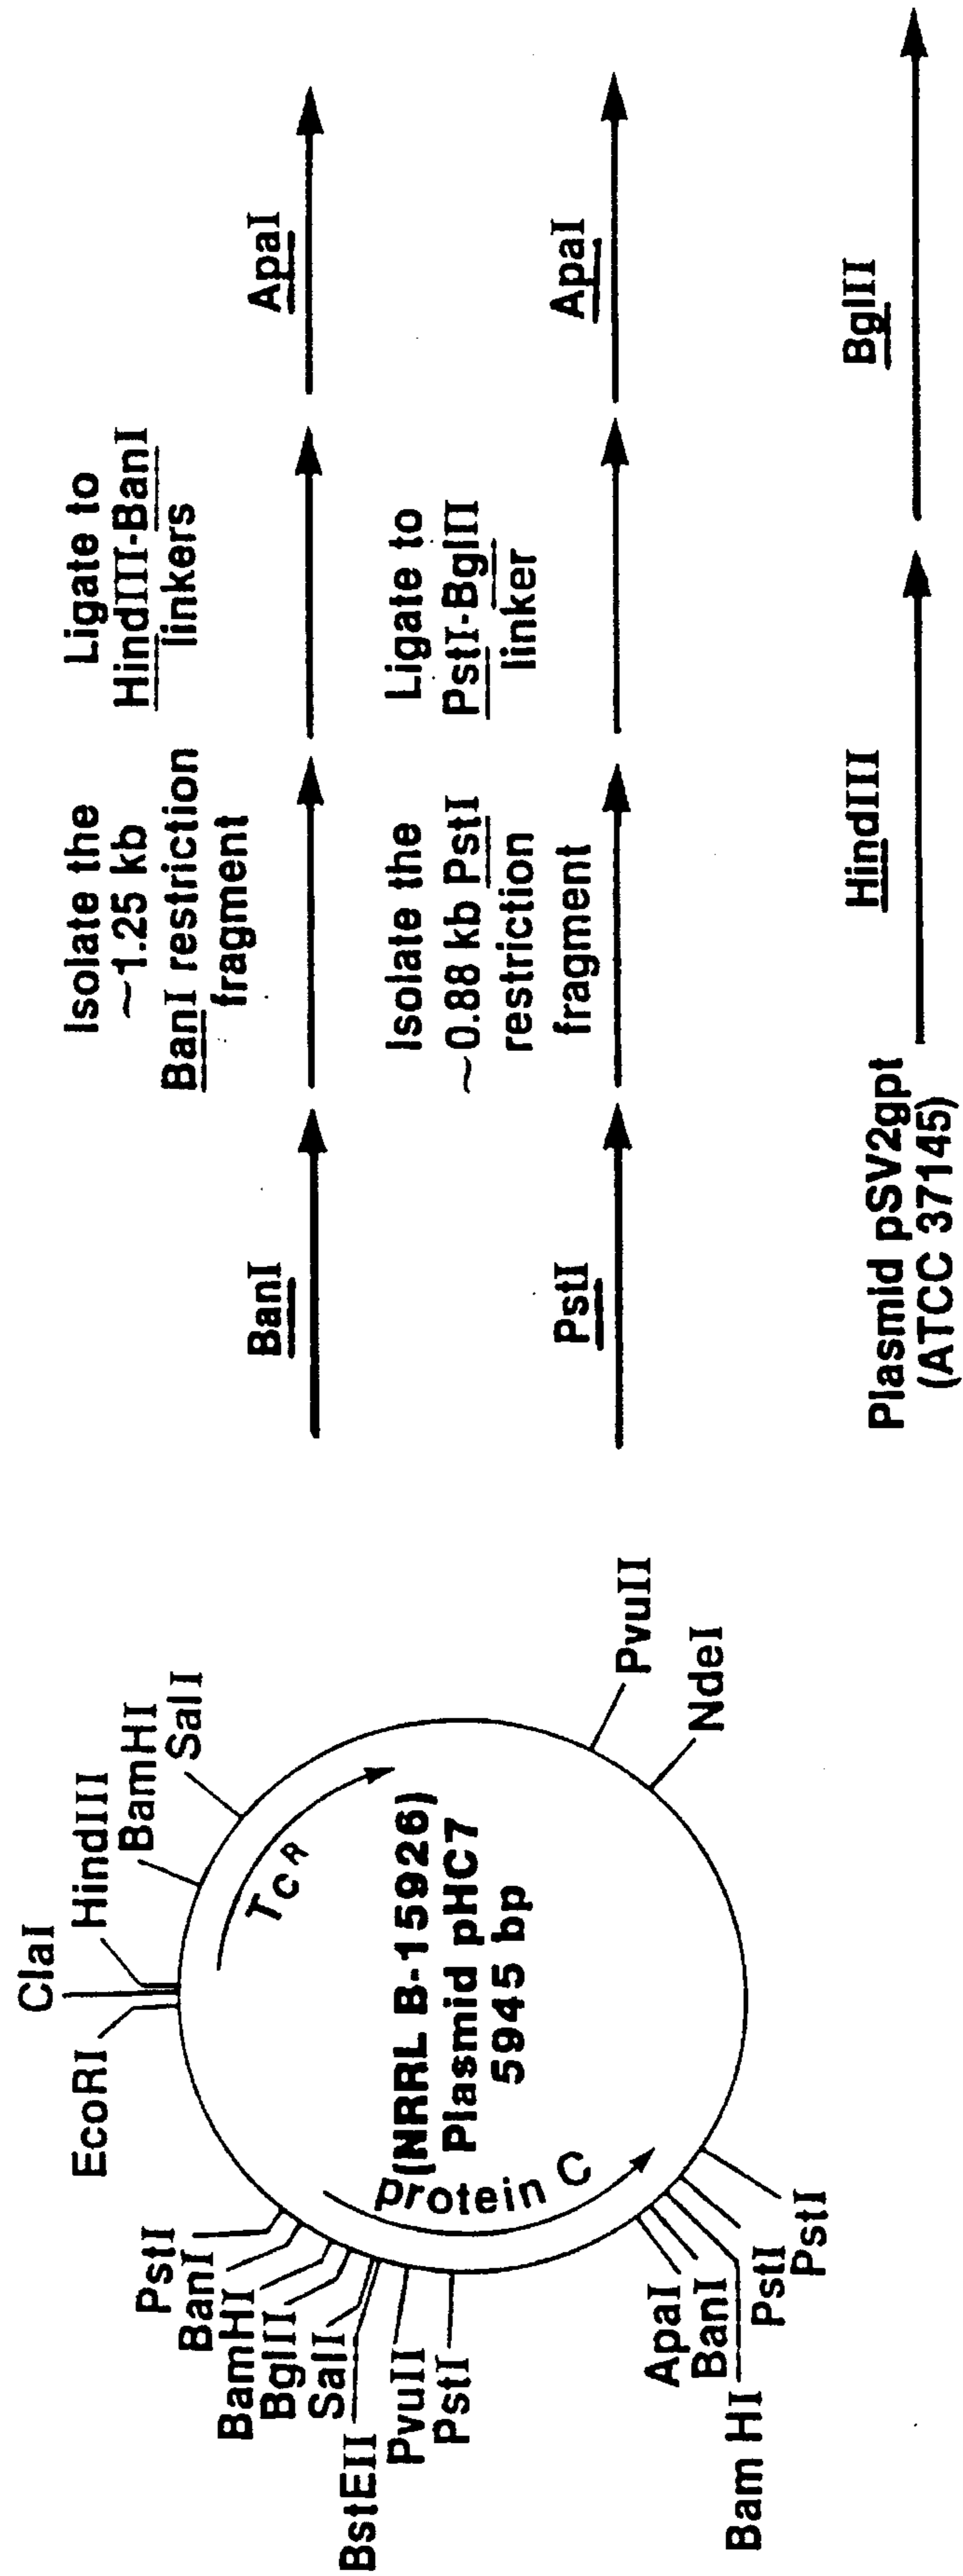 ClaI
HindIII
BamHI
SalI
EcoRI
PstI
BanI
BamHI
BglII
SalI
BstEII
PvuII
PstI
ApaI
BanI
Bam HI
PstI
PstI
PvuII
NdeI
TcR
Protein C
(NRRL B-15926)
Plasmid pHC7
5945 bp
BanI
Isolate the
~1.25 kb
BanI restriction
fragment
Ligate to
HindIII-BanI
linkers
ApaI
PstI
Isolate the
~0.88 kb PstI
restriction
fragment
Ligate to
PstI-BglII
linker
ApaI
Plasmid pSV2gpt
(ATCC 37145)
HindIII
BglII